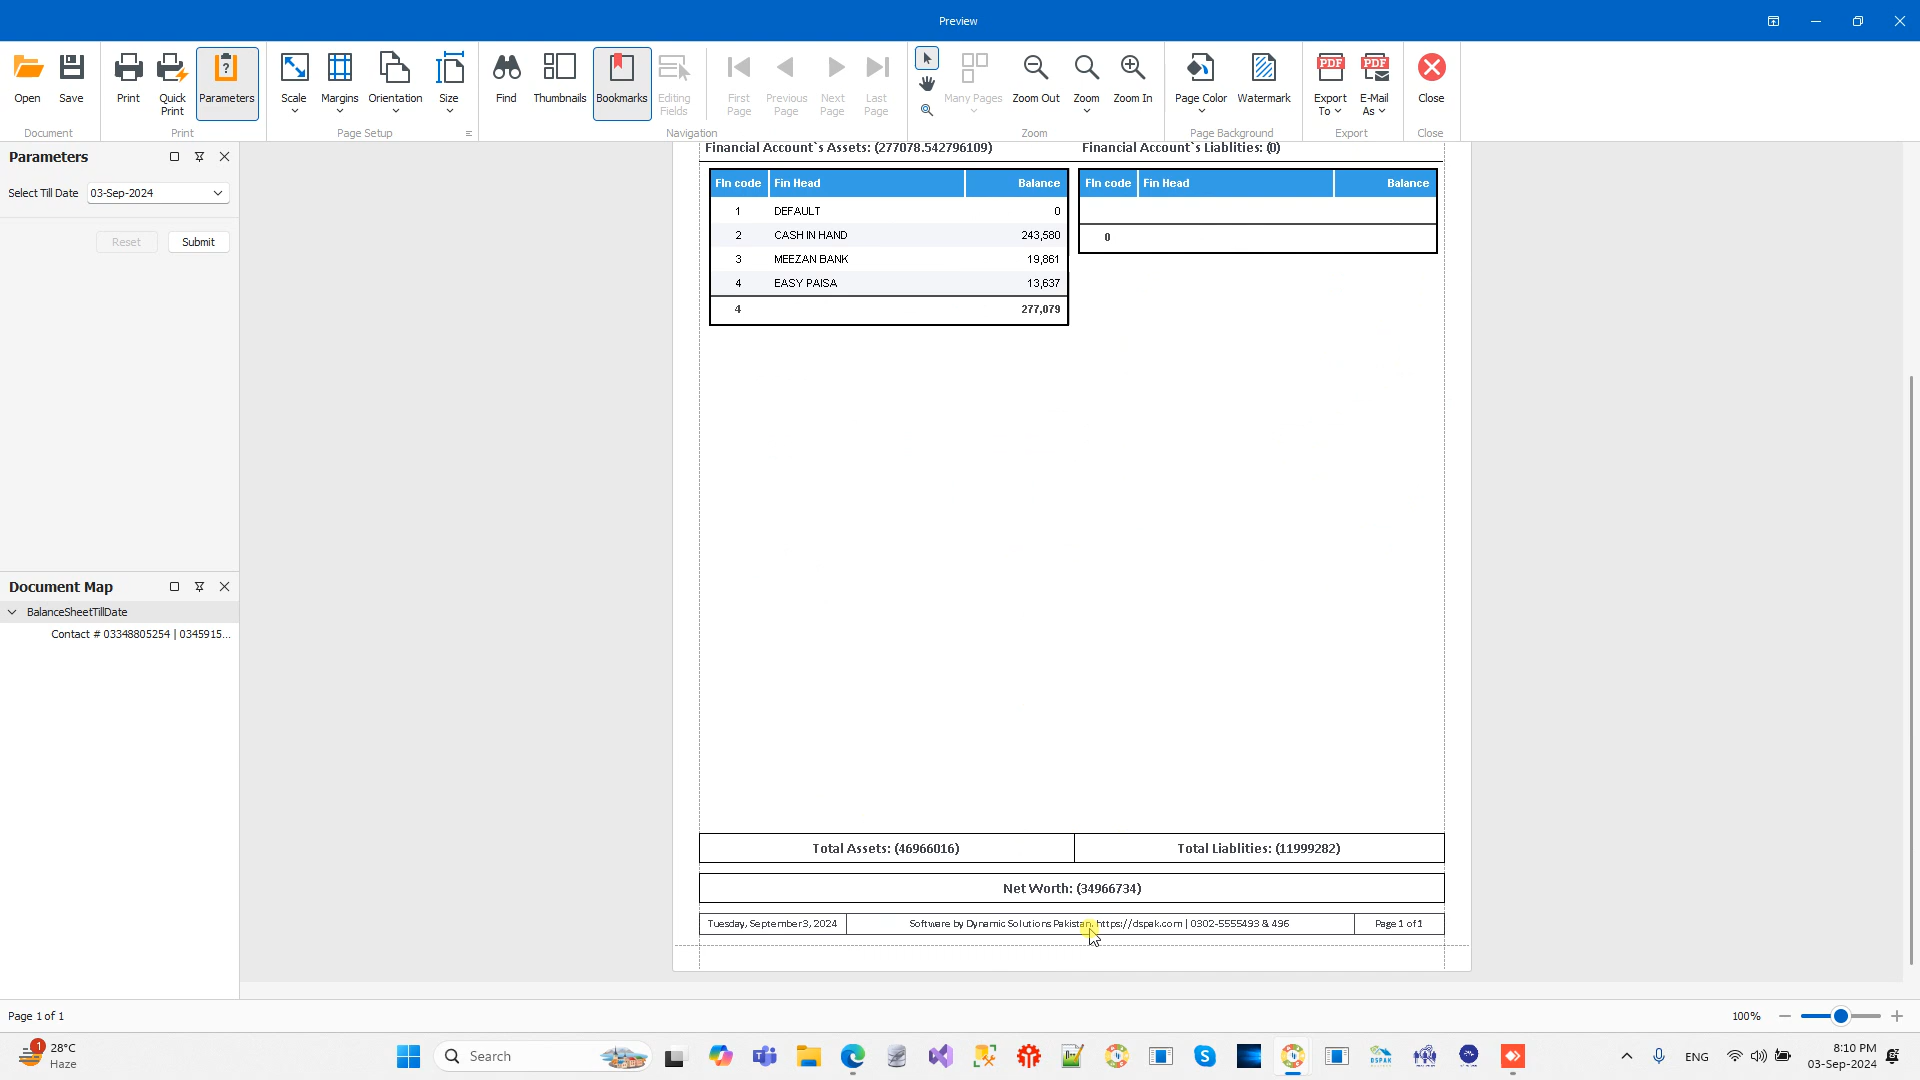 Preview
Open
Save
Document
Print
Quick
Print
Parameters
Print
Scale
Margins
Orientation
Size
Page Setup
Find
Thumbnails
Bookmarks
Editing
Fields
First
Page
Previous
Page
Next
Page
Last
Page
Navigation
Many Pages
Zoom Out
Zoom
Zoom In
Zoom
Page Color
Watermark
Page Background
PDF
Export
To
PDF
E-Mail
As
Export
Close
Close
Parameters
Select Till Date 03-Sep-2024
Reset
Submit
Document Map
BalanceSheetTillDate
Contact # 03348805254 | 0345915...
Financial Account`s Assets: (277078.542796109)
Fin code Fin Head Balance
1 DEFAULT 0
2 CASH IN HAND 243,580
3 MEEZAN BANK 19,861
4 EASY PAISA 13,637
4 277,079
Financial Account`s Liablities: (0)
Fin code Fin Head Balance
0
Total Assets: (46966016)
Total Liablities: (11999282)
Net Worth: (34966734)
Tuesday, September 3, 2024
Software by Dynamic Solutions Pakistan, https://dspak.com | 0302-5555493 & 496
Page 1 of 1
Page 1 of 1
100%
1
28°C
Haze
Search
DSPAK
ENG
8:10 PM
03-Sep-2024